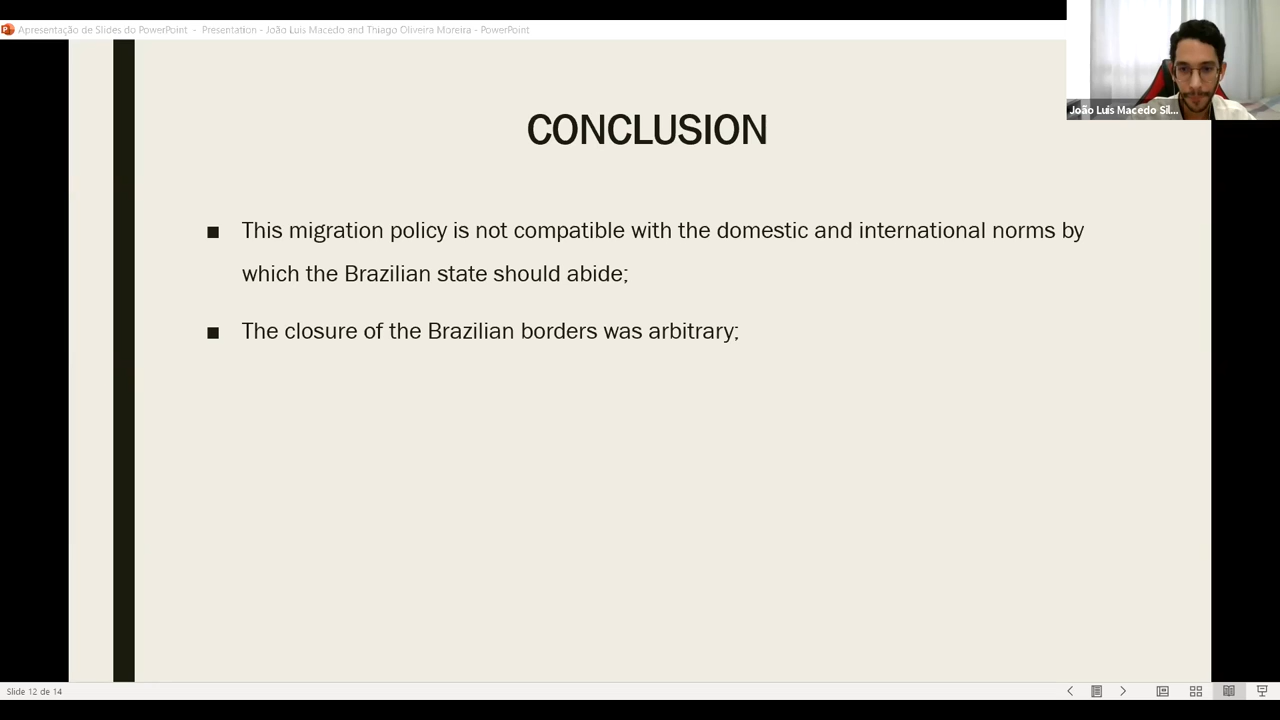 Apresentação de Slides do PowerPoint - Presentation - João Luis Macedo and Thiago Oliveira Moreira - PowerPoint
João Luis Macedo Sil...
CONCLUSION
■ This migration policy is not compatible with the domestic and international norms by
which the Brazilian state should abide;
■ The closure of the Brazilian borders was arbitrary;
Slide 12 de 14